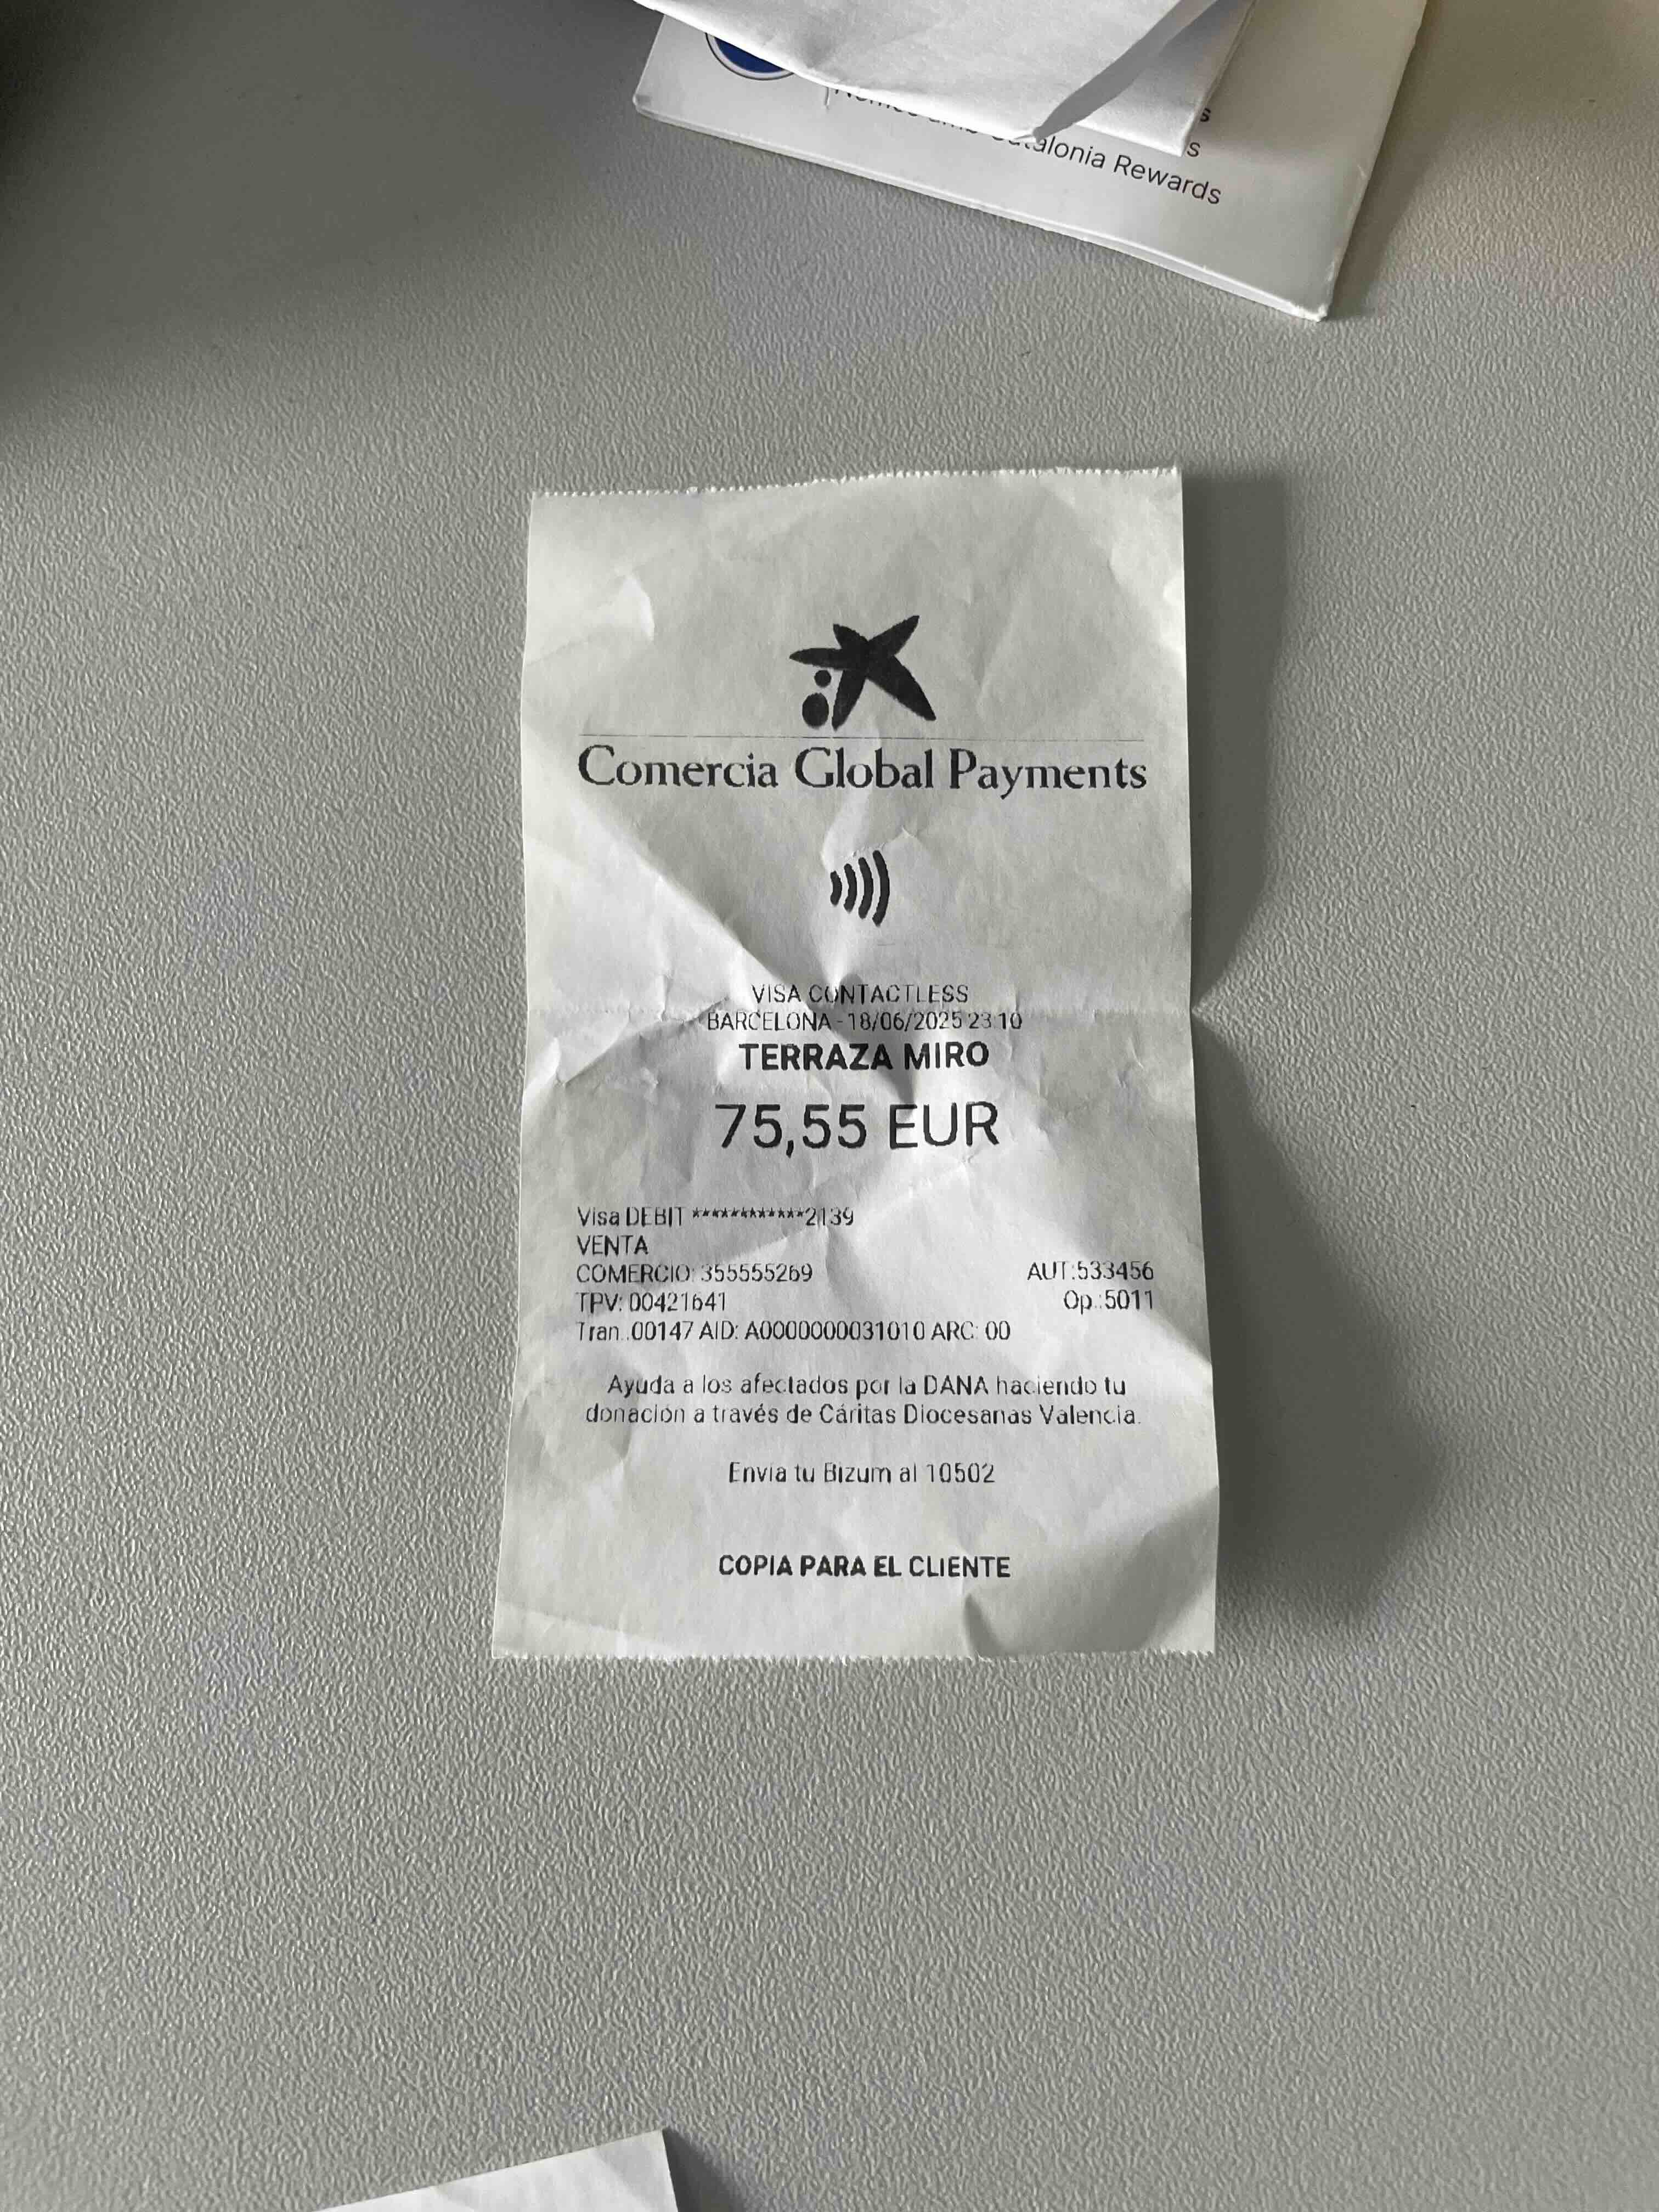 s
s
Catalonia Rewards
Comercia Global Payments
VISA CONTACTLESS
BARCELONA - 18/06/2025 23:10
TERRAZA MIRO
75,55 EUR
Visa DEBIT ************2139
VENTA
COMERCIO: 355555269 AUT.:533456
TPV: 00421641 Op.:5011
Tran.:00147 AID: A0000000031010 ARC: 00
Ayuda a los afectados por la DANA haciendo tu
donación a través de Cáritas Diocesanas Valencia.
Envía tu Bizum al 10502
COPIA PARA EL CLIENTE